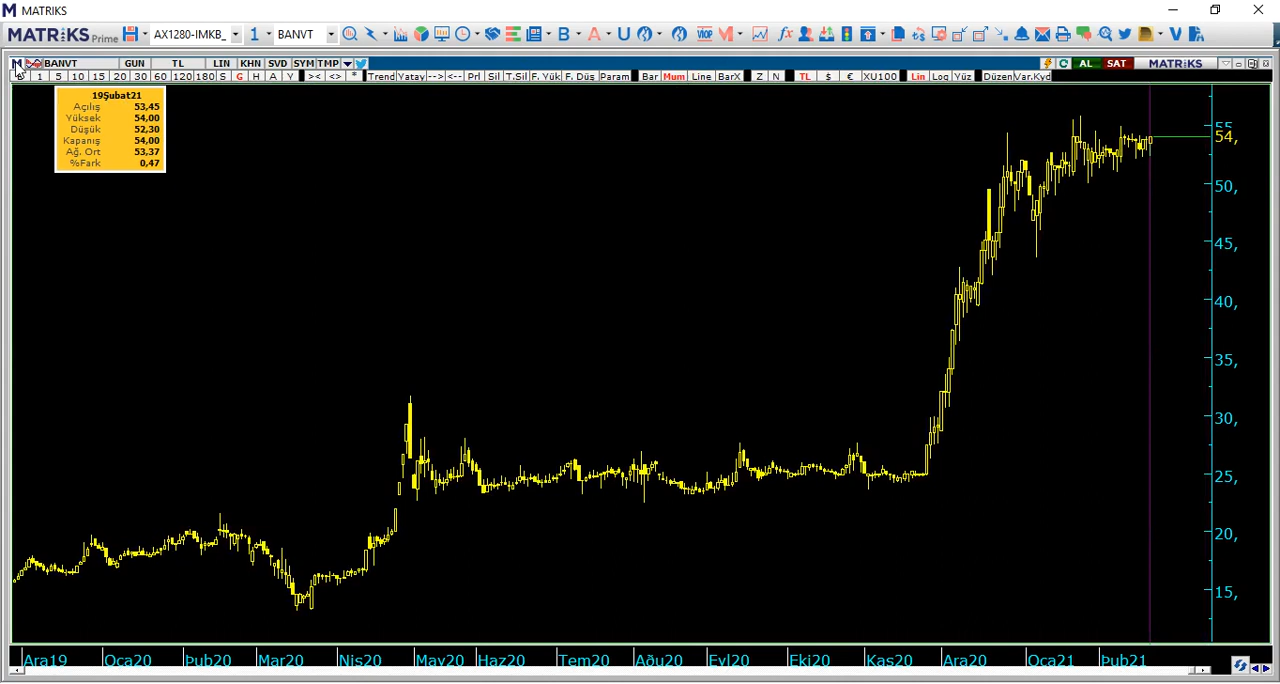 MATRIKS
MATRiKS Prime AX1280-IMKB_ 1 BANVT
BANVT GUN TL LIN KHN SVD SYM TMP AL SAT MATRiKS
1 5 10 15 20 30 60 120 180 S G H A Y >< <> * Trend Yatay --> <-- Prl Sil T.Sil F. Yük F. Düş Param Bar Mum Line BarX Z N TL $ € XU100 Lin Log Yüz Düzen Var.Kyd
19Şubat21
Açılış 53,45
Yüksek 54,00
Düşük 52,30
Kapanış 54,00
Ağ. Ort 53,37
%Fark 0,47
55,
54,
50,
45,
40,
35,
30,
25,
20,
15,
Ara19 Oca20 Þub20 Mar20 Nis20 May20 Haz20 Tem20 Aðu20 Eyl20 Eki20 Kas20 Ara20 Oca21 Þub21